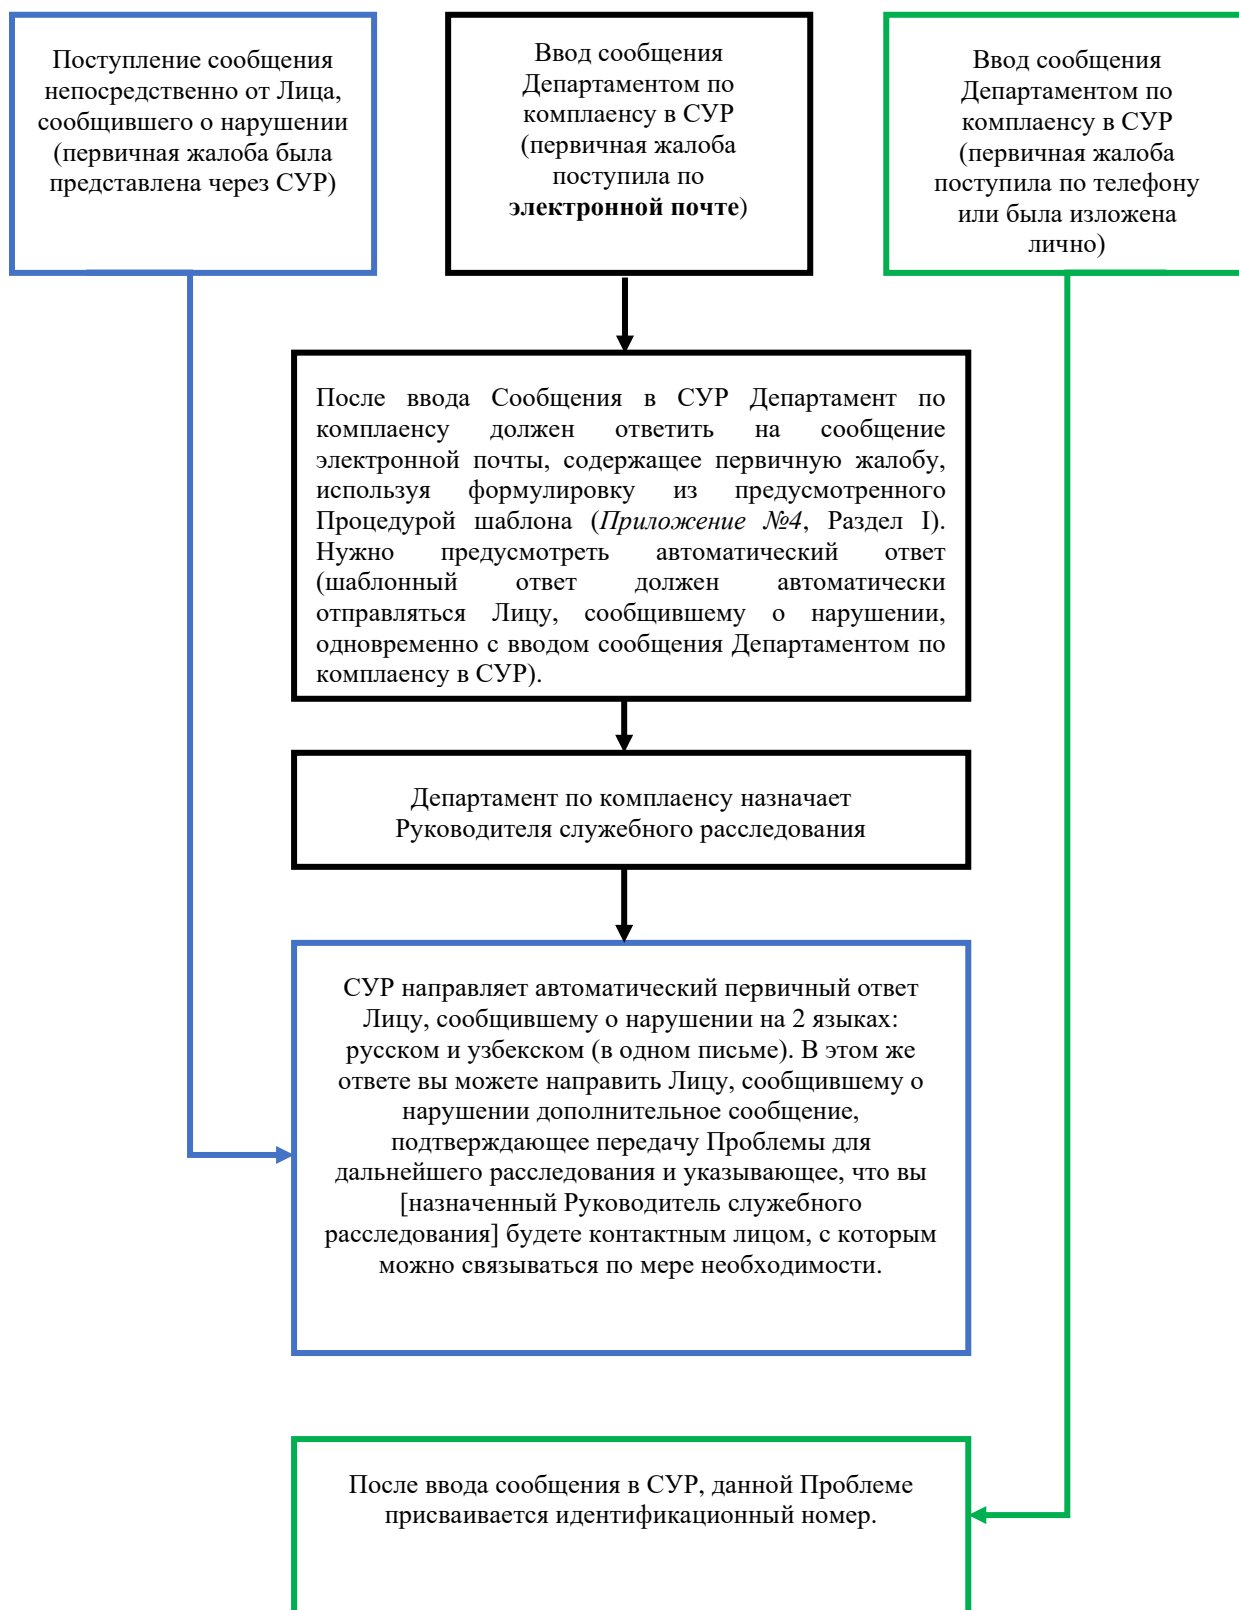 Поступление сообщения
непосредственно от Лица,
сообщившего о нарушении
(первичная жалоба была
представлена через СУР)
Ввод сообщения
Департаментом по
комплаенсу в СУР
(первичная жалоба
поступила по
электронной почте)
Ввод сообщения
Департаментом по
комплаенсу в СУР
(первичная жалоба
поступила по телефону
или была изложена
лично)
После ввода Сообщения в СУР Департамент по
комплаенсу должен ответить на сообщение
электронной почты, содержащее первичную жалобу,
используя формулировку из предусмотренного
Процедурой шаблона (Приложение №4, Раздел I).
Нужно предусмотреть автоматический ответ
(шаблонный ответ должен автоматически
отправляться Лицу, сообщившему о нарушении,
одновременно с вводом сообщения Департаментом по
комплаенсу в СУР).
Департамент по комплаенсу назначает
Руководителя служебного расследования
СУР направляет автоматический первичный ответ
Лицу, сообщившему о нарушении на 2 языках:
русском и узбекском (в одном письме). В этом же
ответе вы можете направить Лицу, сообщившему о
нарушении дополнительное сообщение,
подтверждающее передачу Проблемы для
дальнейшего расследования и указывающее, что вы
[назначенный Руководитель служебного
расследования] будете контактным лицом, с которым
можно связываться по мере необходимости.
После ввода сообщения в СУР, данной Проблеме
присваивается идентификационный номер.